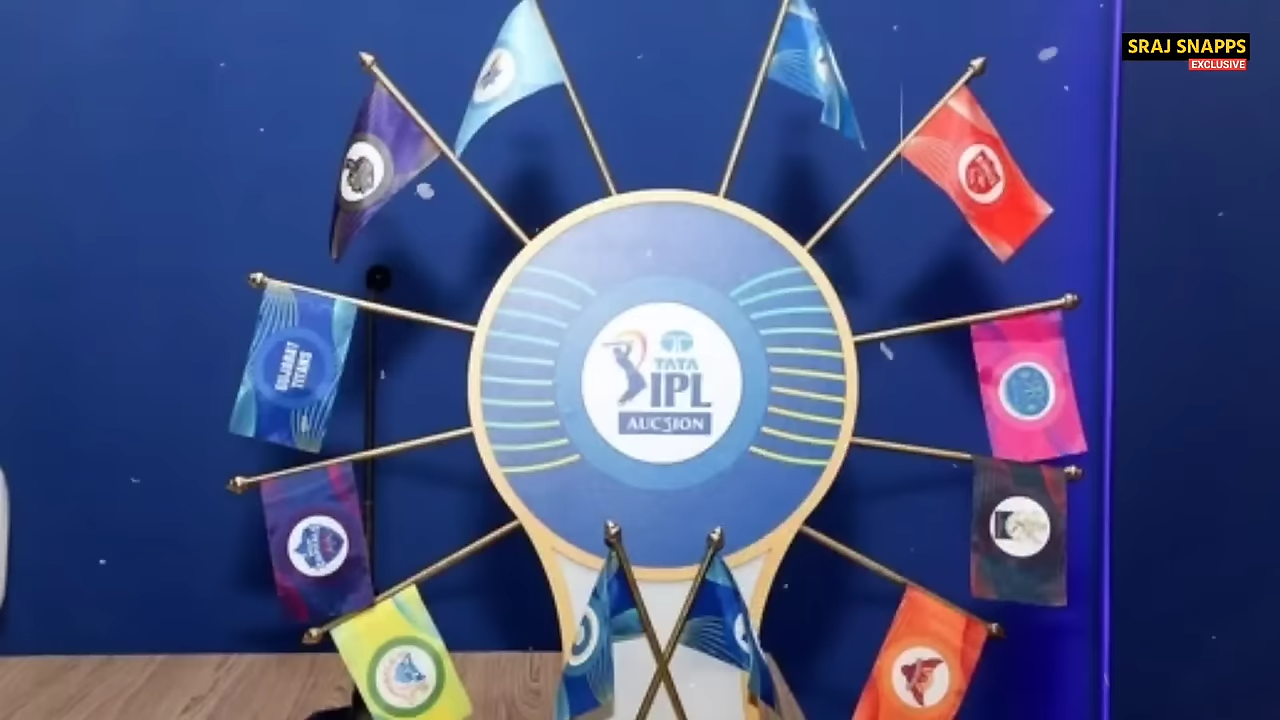 SRAJ SNAPPS
EXCLUSIVE
TATA
IPL
AUCTION
GUJARAT
TITANS